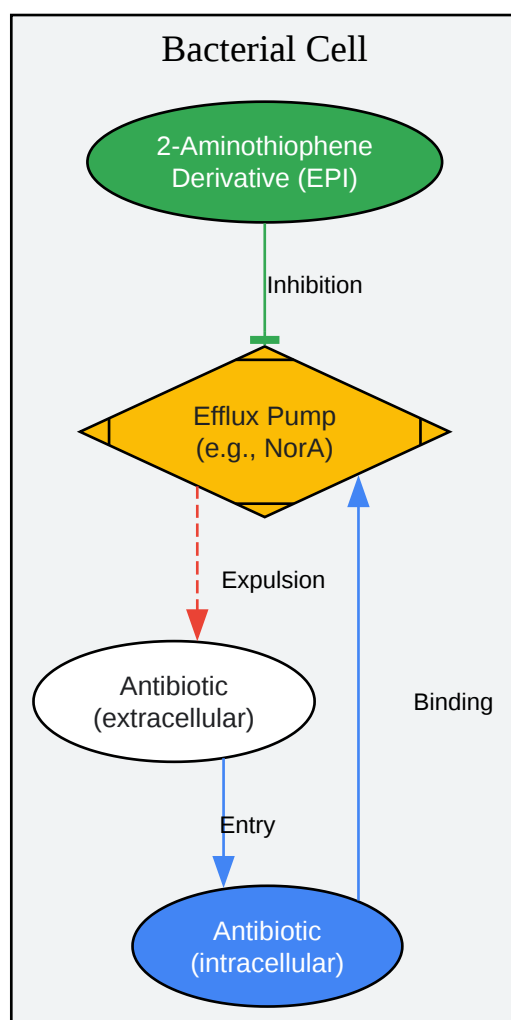 Bacterial Cell
2-Aminothiophene
Derivative (EPI)
Inhibition
Efflux Pump
(e.g., NorA)
Expulsion
Antibiotic
(extracellular)
Binding
Entry
Antibiotic
(intracellular)